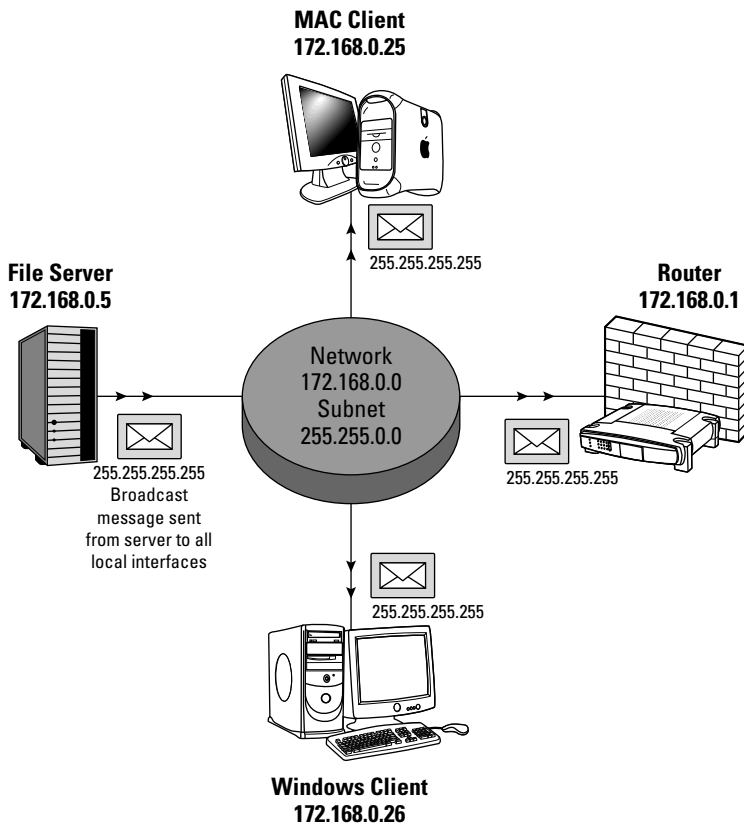 MAC Client
172.168.0.25
255.255.255.255
File Server
172.168.0.5
Router
172.168.0.1
Network
172.168.0.0
Subnet
255.255.0.0
255.255.255.255
Broadcast
message sent
from server to all
local interfaces
255.255.255.255
255.255.255.255
Windows Client
172.168.0.26